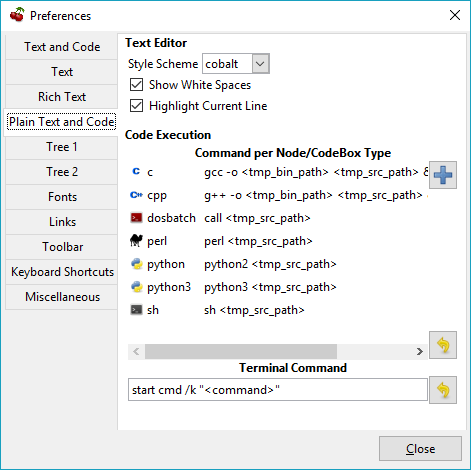 Preferences
Text and Code
Text
Rich Text
Plain Text and Code
Tree 1
Tree 2
Fonts
Links
Toolbar
Keyboard Shortcuts
Miscellaneous
Text Editor
Style Scheme cobalt
Show White Spaces
Highlight Current Line
Code Execution
Command per Node/CodeBox Type
C c gcc -o <tmp_bin_path> <tmp_src_path> &
C++ cpp g++ -o <tmp_bin_path> <tmp_src_path>
dosbatch call <tmp_src_path>
perl perl <tmp_src_path>
python python2 <tmp_src_path>
python3 python3 <tmp_src_path>
sh sh <tmp_src_path>
Terminal Command
start cmd /k "<command>"
Close